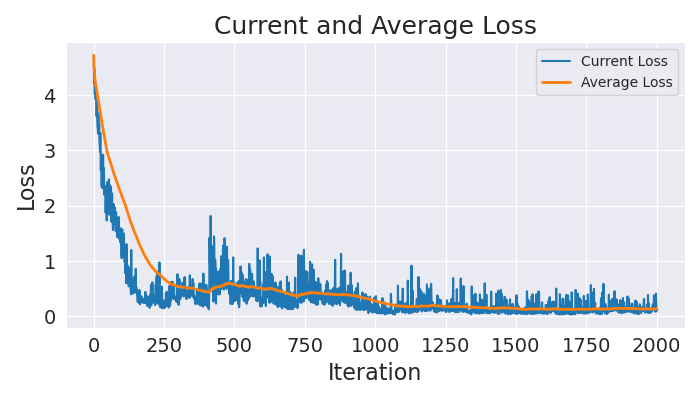 Current and Average Loss
Current Loss
Average Loss
Loss
4
3
2
1
0
0 250 500 750 1000 1250 1500 1750 2000
Iteration